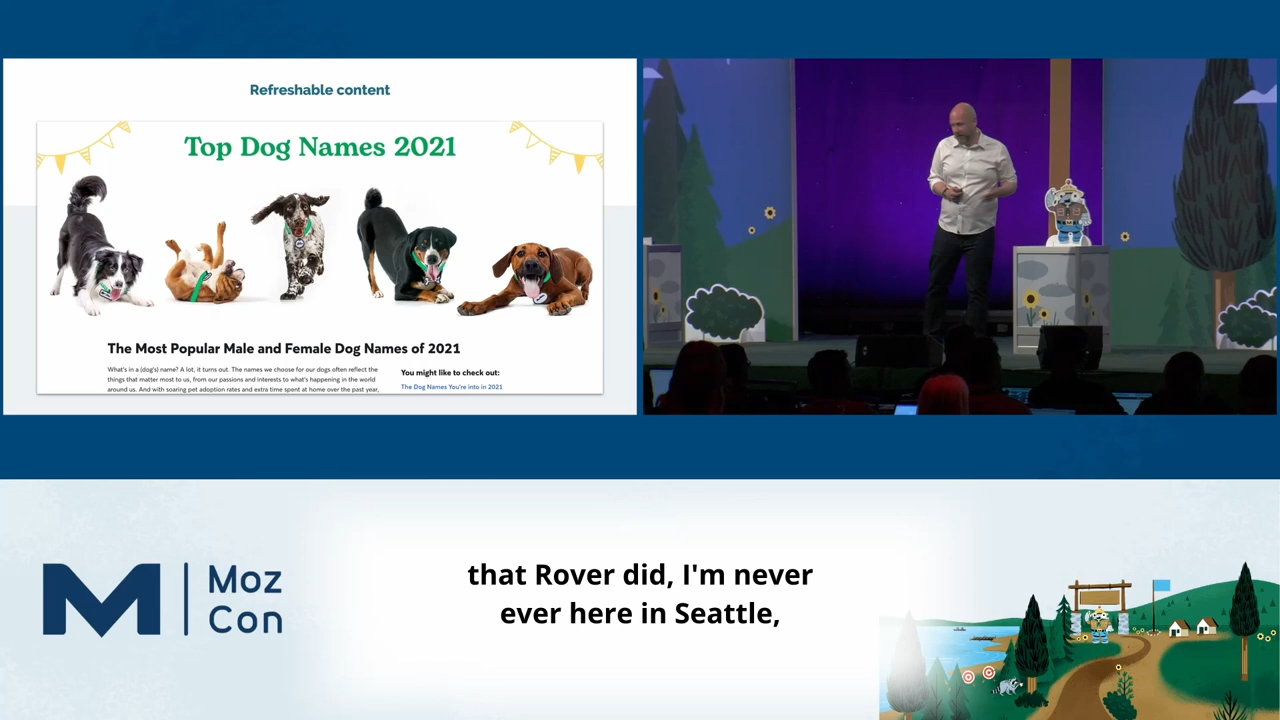 Refreshable content
Top Dog Names 2021
The Most Popular Male and Female Dog Names of 2021
What's in a (dog's) name? A lot, it turns out. The names we choose for our dogs often reflect the
things that matter most to us, from our passions and interests to what's happening in the world
around us. And with soaring pet adoption rates and extra time spent at home over the past year,
You might like to check out:
The Dog Names You're into in 2021
Moz
Con
that Rover did, I'm never
ever here in Seattle,